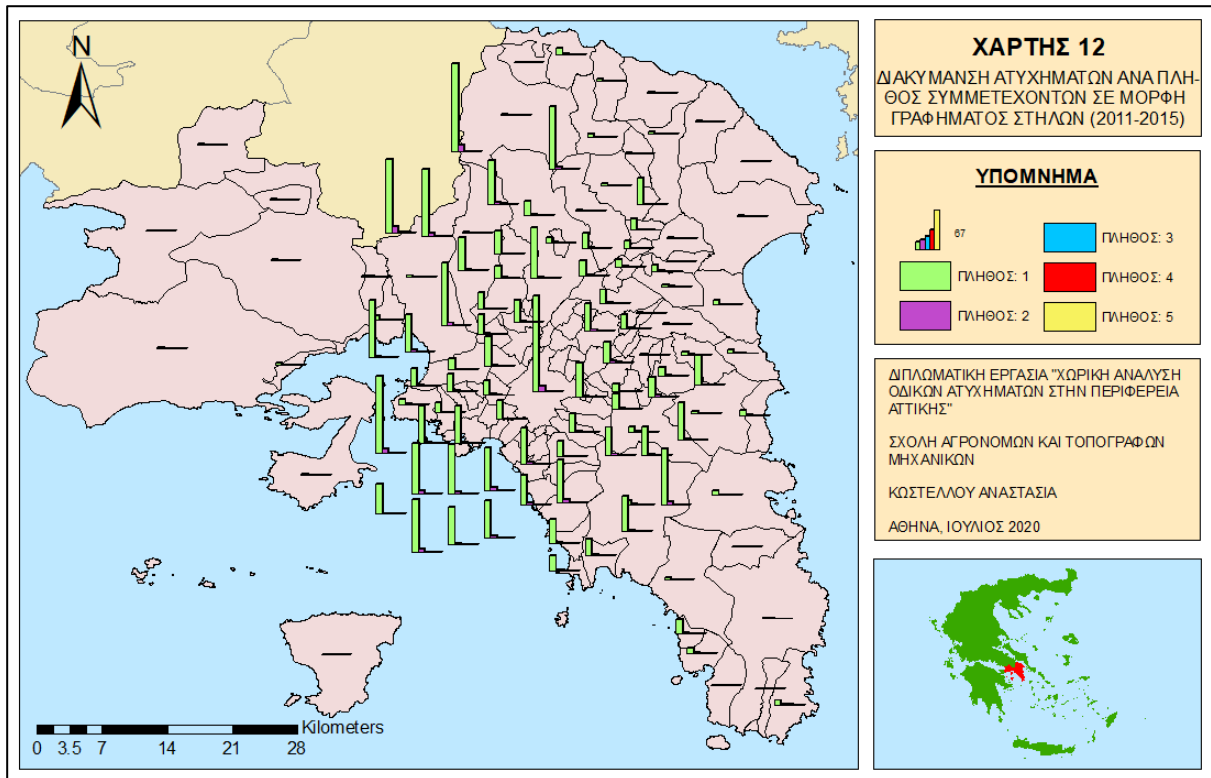 N
Kilometers
0 3.5 7 14 21 28
ΧΑΡΤΗΣ 12
ΔΙΑΚΥΜΑΝΣΗ ΑΤΥΧΗΜΑΤΩΝ ΑΝΑ ΠΛΗ-
ΘΟΣ ΣΥΜΜΕΤΕΧΟΝΤΩΝ ΣΕ ΜΟΡΦΗ
ΓΡΑΦΗΜΑΤΟΣ ΣΤΗΛΩΝ (2011-2015)
ΥΠΟΜΝΗΜΑ
67
ΠΛΗΘΟΣ: 1
ΠΛΗΘΟΣ: 2
ΠΛΗΘΟΣ: 3
ΠΛΗΘΟΣ: 4
ΠΛΗΘΟΣ: 5
ΔΙΠΛΩΜΑΤΙΚΗ ΕΡΓΑΣΙΑ "ΧΩΡΙΚΗ ΑΝΑΛΥΣΗ
ΟΔΙΚΩΝ ΑΤΥΧΗΜΑΤΩΝ ΣΤΗΝ ΠΕΡΙΦΕΡΕΙΑ
ΑΤΤΙΚΗΣ"
ΣΧΟΛΗ ΑΓΡΟΝΟΜΩΝ ΚΑΙ ΤΟΠΟΓΡΑΦΩΝ
ΜΗΧΑΝΙΚΩΝ
ΚΩΣΤΕΛΛΟΥ ΑΝΑΣΤΑΣΙΑ
ΑΘΗΝΑ, ΙΟΥΛΙΟΣ 2020